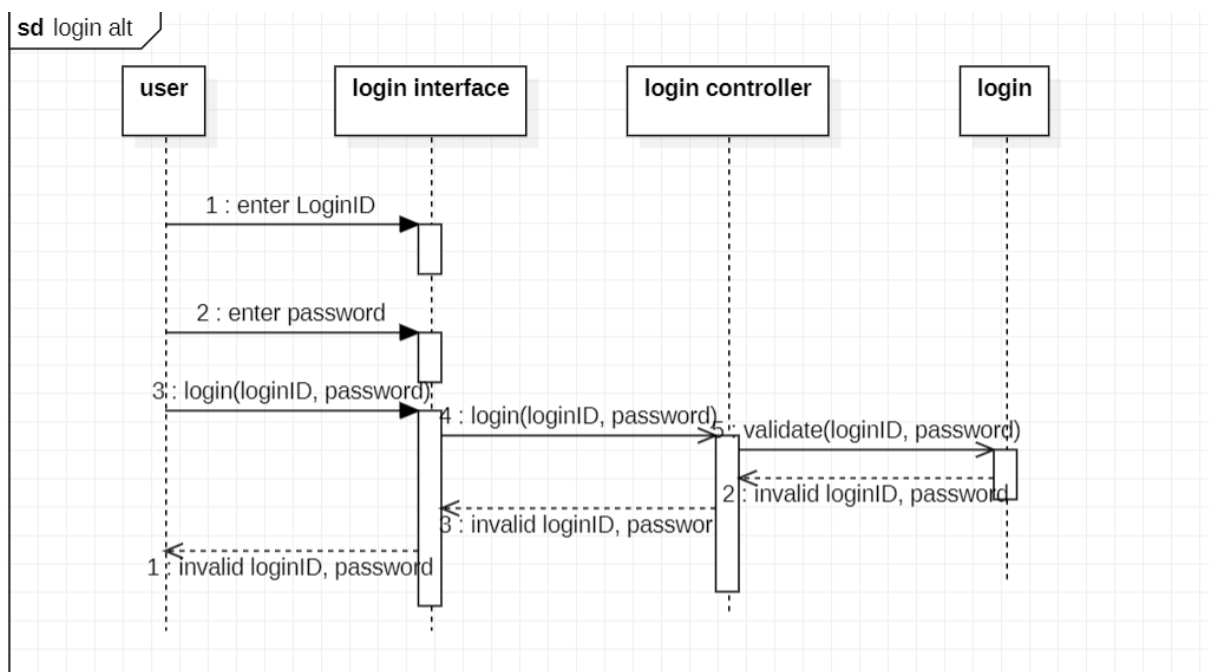 sd login alt
user
login interface
login controller
login
1 : enter LoginID
2 : enter password
3 : login(loginID, password)
4 : login(loginID, password)
5 : validate(loginID, password)
2 : invalid loginID, password
3 : invalid loginID, passwor
1 : invalid loginID, password